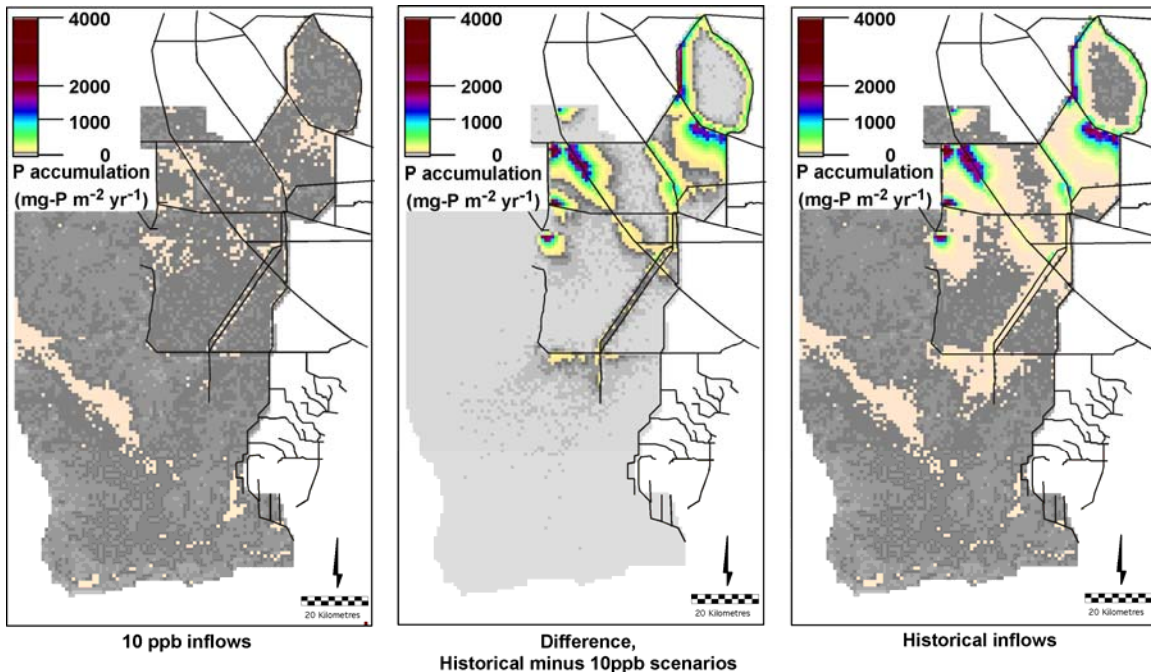 4000
2000
1000
0
P accumulation
(mg-P m⁻² yr⁻¹)
20 Kilometres
10 ppb inflows
4000
2000
1000
0
P accumulation
(mg-P m⁻² yr⁻¹)
20 Kilometres
Difference,
Historical minus 10ppb scenarios
4000
2000
1000
0
P accumulation
(mg-P m⁻² yr⁻¹)
20 Kilometres
Historical inflows